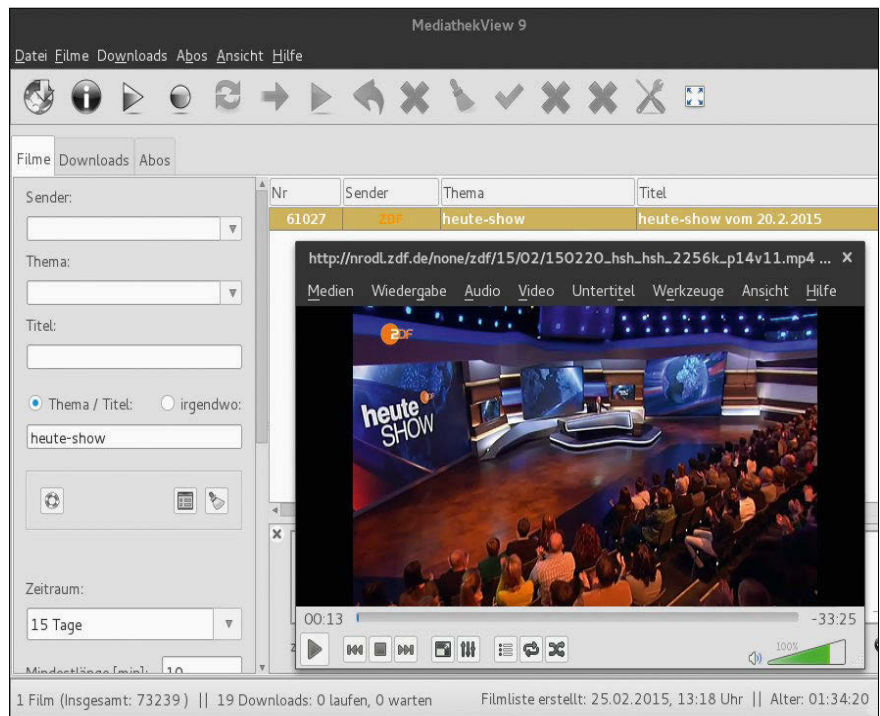 MediathekView 9
Datei Filme Downloads Abos Ansicht Hilfe
Filme Downloads Abos
Sender:
Thema:
Titel:
Thema / Titel: irgendwo:
heute-show
Zeitraum:
15 Tage
Mindestlänge [min]: 10
Nr Sender Thema Titel
61027 ZDF heute-show heute-show vom 20.2.2015
http://nrodl.zdf.de/none/zdf/15/02/150220_hsh_hsh_2256k_p14v11.mp4 ...
Medien Wiedergabe Audio Video Untertitel Werkzeuge Ansicht Hilfe
ZDF
heute
SHOW
00:13 -33:25
100%
1 Film (Insgesamt: 73239 ) || 19 Downloads: 0 laufen, 0 warten Filmliste erstellt: 25.02.2015, 13:18 Uhr || Alter: 01:34:20